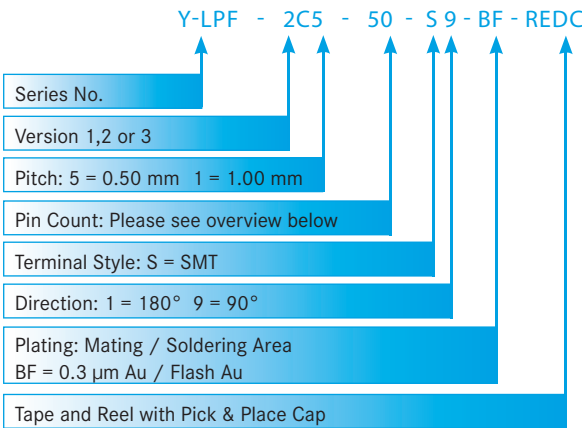 Y-LPF - 2C5 - 50 - S 9 - BF - REDC
Series No.
Version 1,2 or 3
Pitch: 5 = 0.50 mm 1 = 1.00 mm
Pin Count: Please see overview below
Terminal Style: S = SMT
Direction: 1 = 180° 9 = 90°
Plating: Mating / Soldering Area
BF = 0.3 µm Au / Flash Au
Tape and Reel with Pick & Place Cap